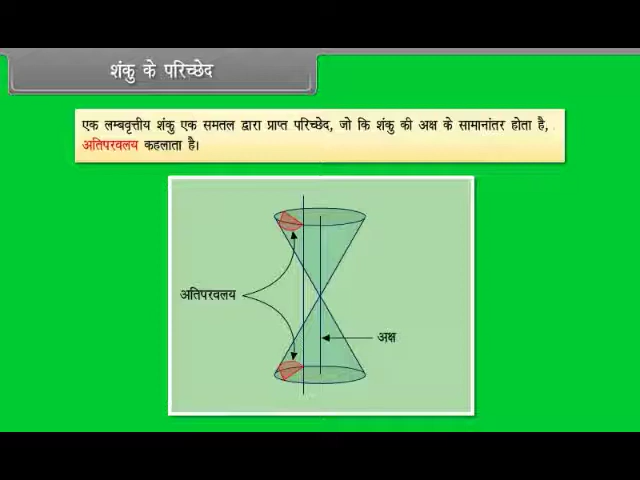 शंकु के परिच्छेद
एक लम्बवृत्तीय शंकु एक समतल द्वारा प्राप्त परिच्छेद, जो कि शंकु की अक्ष के सामानांतर होता है,
अतिपरवलय कहलाता है।
अतिपरवलय
अक्ष